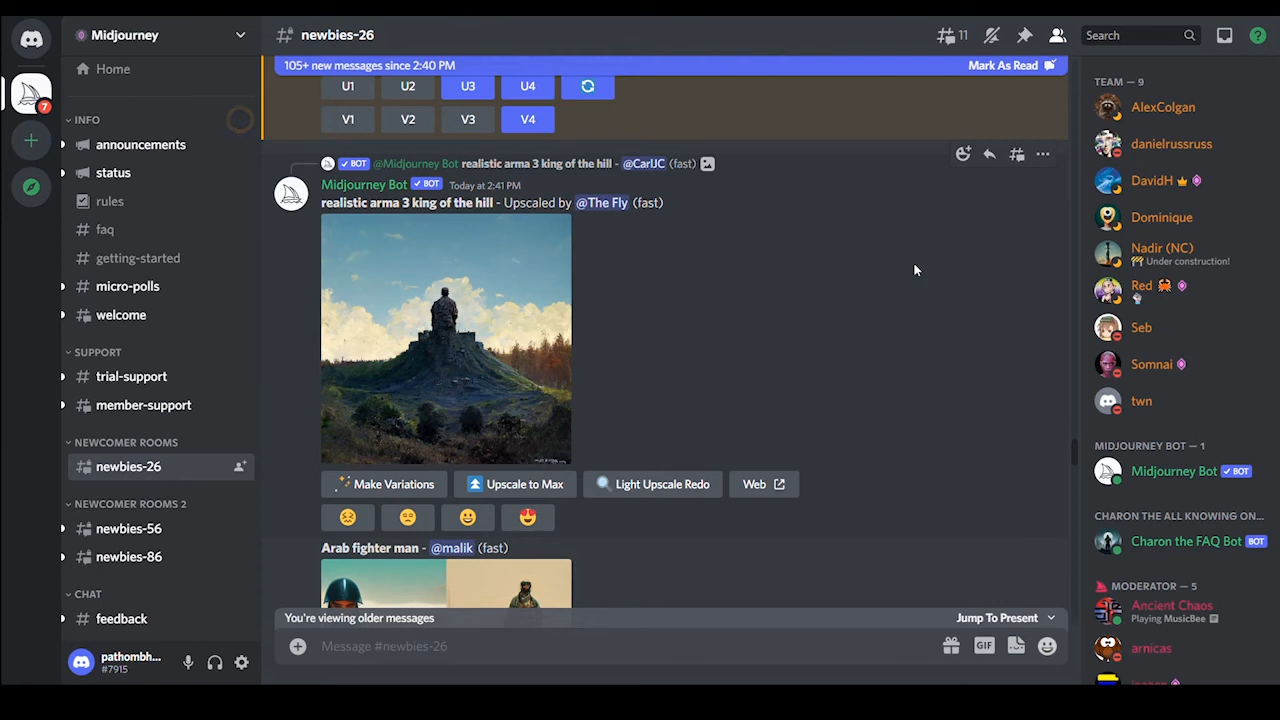 Midjourney
Home
INFO
announcements
status
rules
faq
getting-started
micro-polls
welcome
SUPPORT
trial-support
member-support
NEWCOMER ROOMS
newbies-26
NEWCOMER ROOMS 2
newbies-56
newbies-86
CHAT
feedback
pathombh...
#7915
7
newbies-26
11
Search
105+ new messages since 2:40 PM
Mark As Read
U1 U2 U3 U4
V1 V2 V3 V4
BOT @Midjourney Bot realistic arma 3 king of the hill - @CarlJC (fast)
Midjourney Bot BOT Today at 2:41 PM
realistic arma 3 king of the hill - Upscaled by @The Fly (fast)
Make Variations Upscale to Max Light Upscale Redo Web
Arab fighter man - @malik (fast)
You're viewing older messages
Jump To Present
Message #newbies-26
GIF
TEAM — 9
AlexColgan
danielrussruss
DavidH
Dominique
Nadir (NC)
Under construction!
Red
Seb
Somnai
twn
MIDJOURNEY BOT — 1
Midjourney Bot BOT
CHARON THE ALL KNOWING ON...
Charon the FAQ Bot BOT
MODERATOR — 5
Ancient Chaos
Playing MusicBee
arnicas